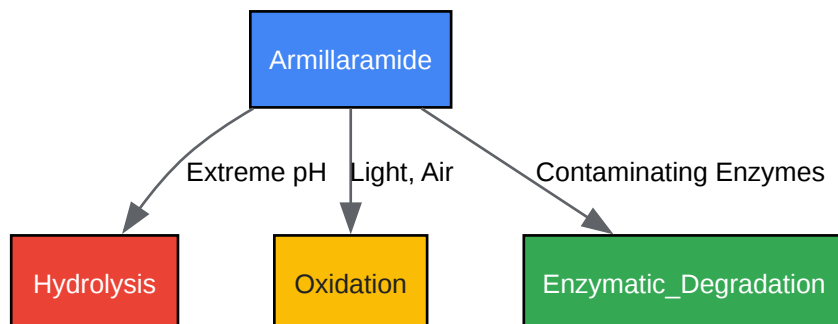 Armillaramide
Extreme pH
Light, Air
Contaminating Enzymes
Hydrolysis
Oxidation
Enzymatic_Degradation